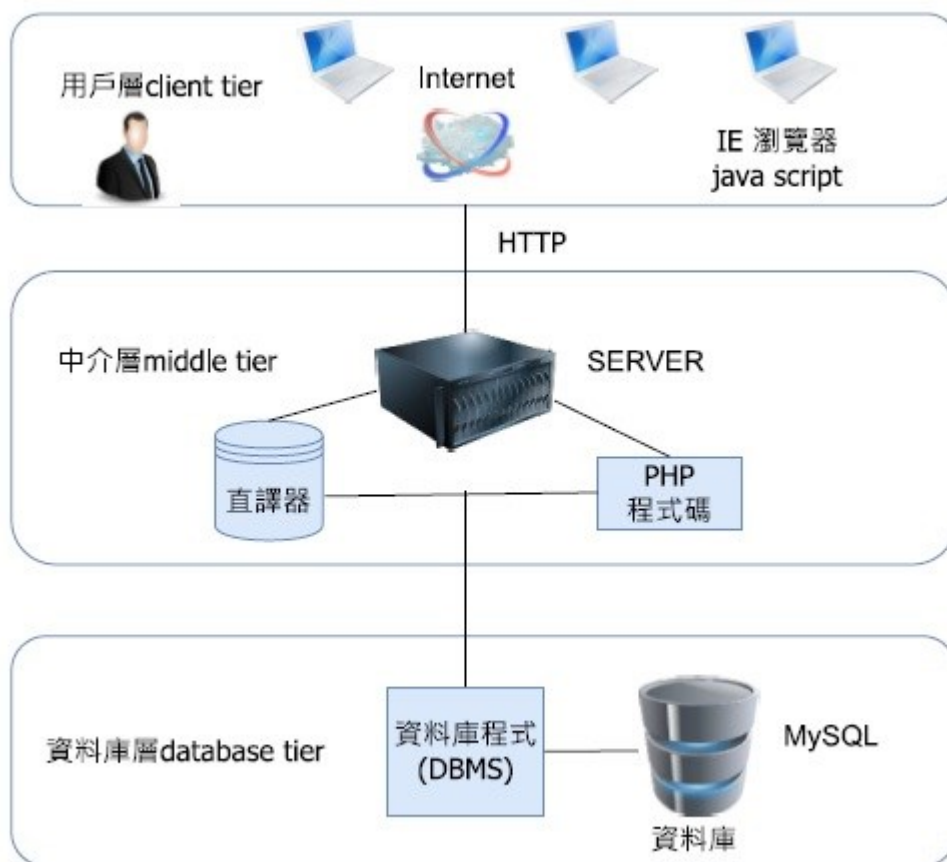 用戶層client tier
Internet
IE 瀏覽器
java script
HTTP
中介層middle tier
SERVER
直譯器
PHP
程式碼
資料庫層database tier
資料庫程式
(DBMS)
MySQL
資料庫